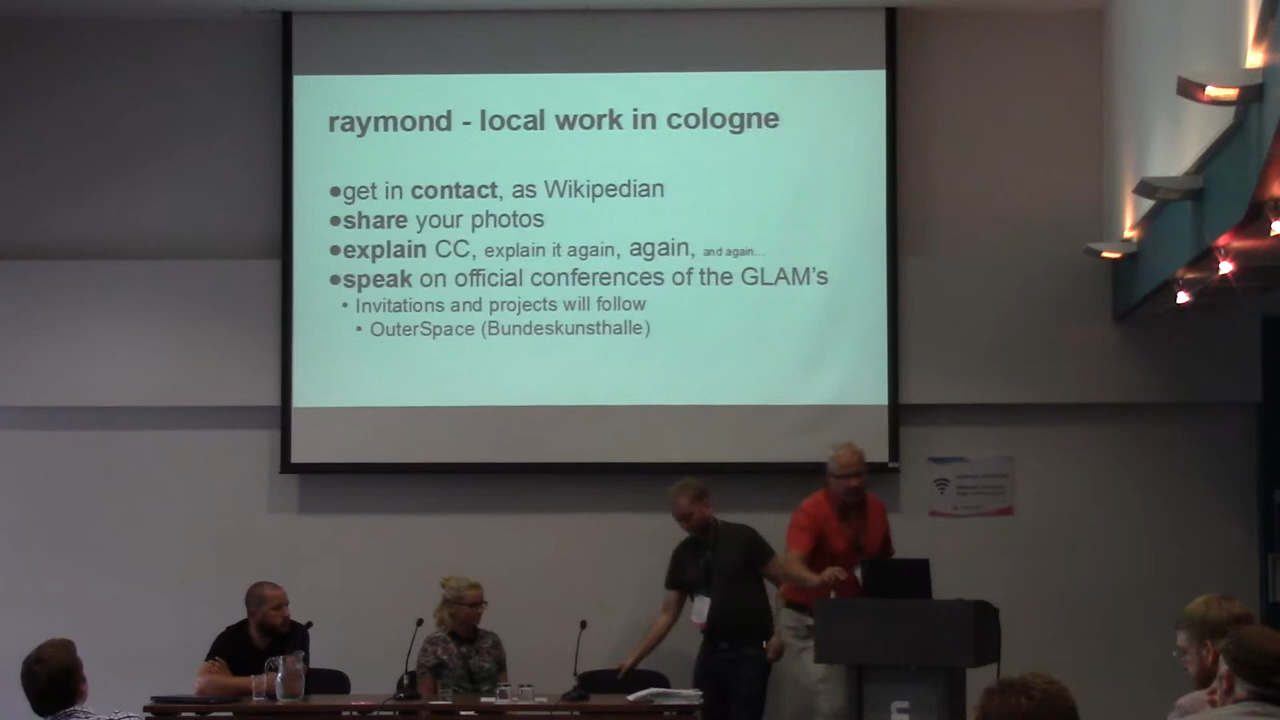 raymond - local work in cologne
●get in contact, as Wikipedian
●share your photos
●explain CC, explain it again, again, and again...
●speak on official conferences of the GLAM's
• Invitations and projects will follow
• OuterSpace (Bundeskunsthalle)